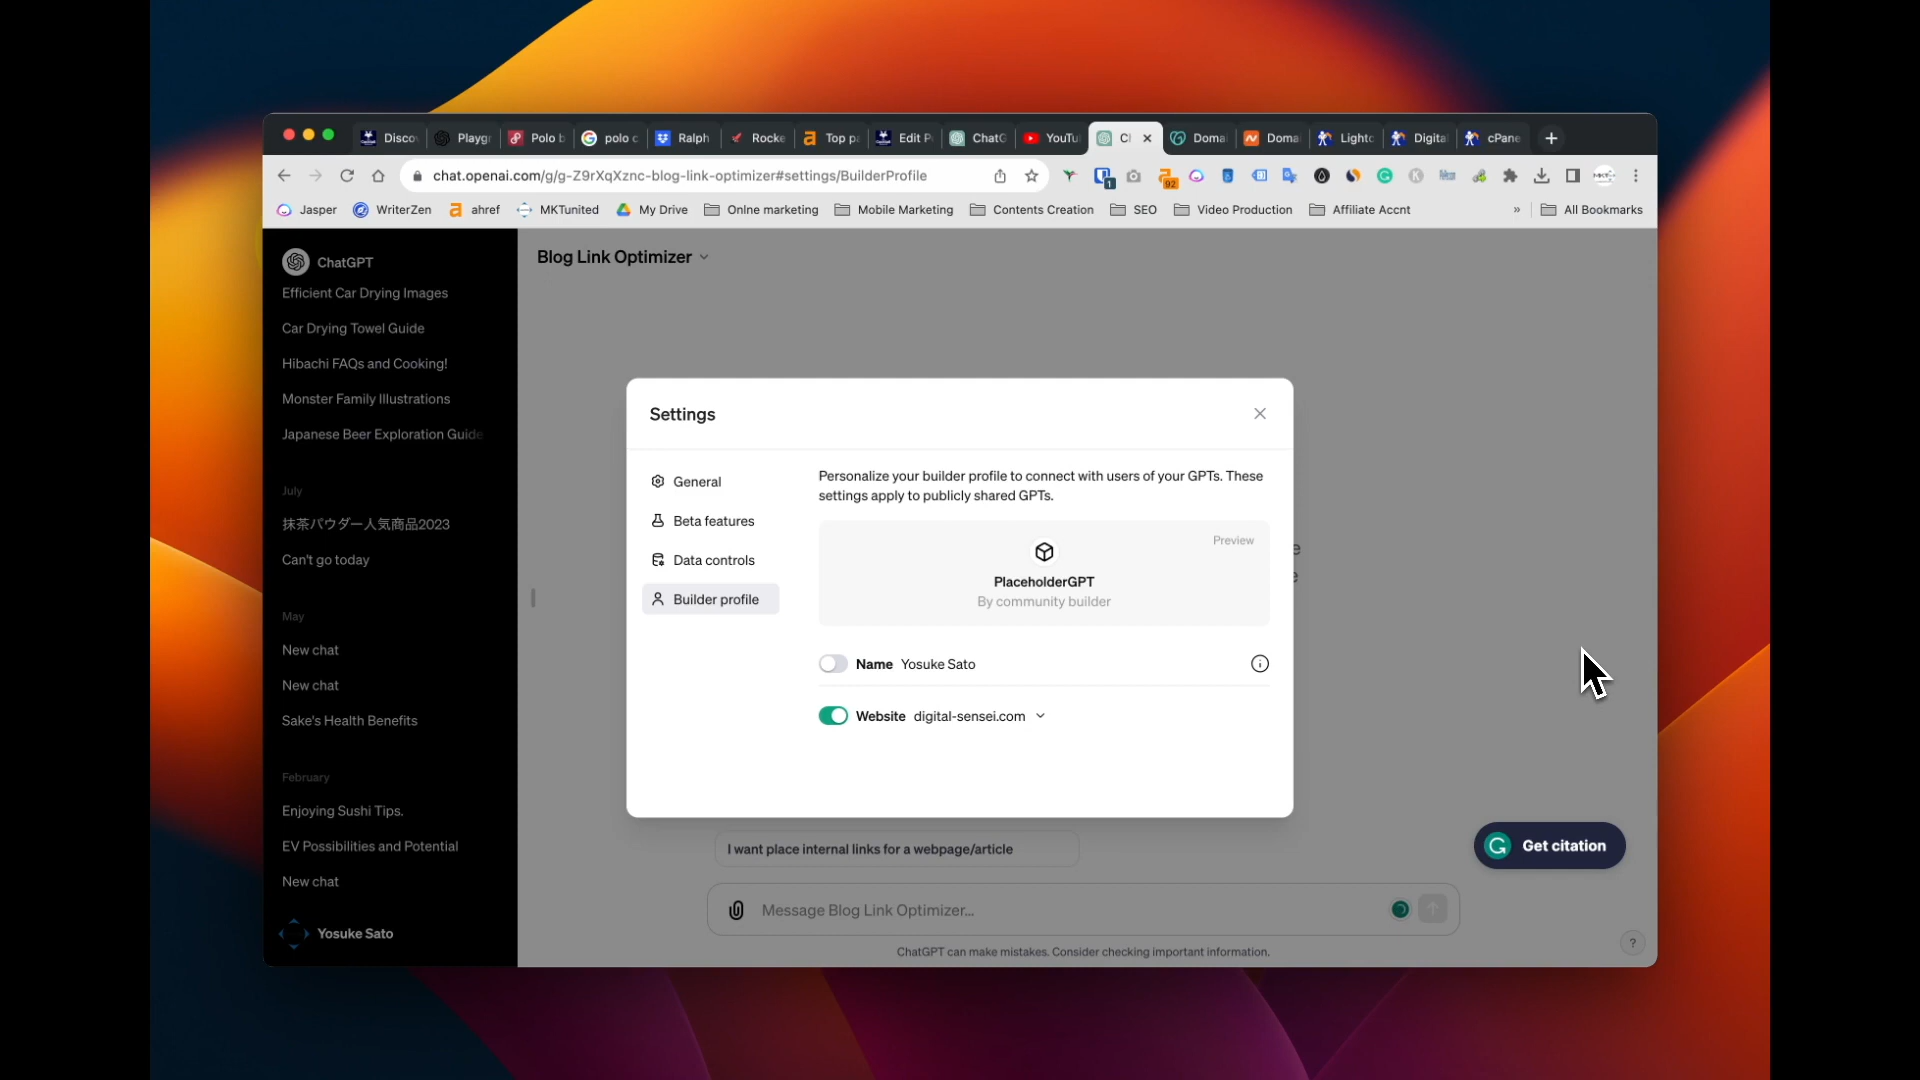 Disco
Playgr
Polo b
polo c
Ralph
Rocke
Top pa
Edit P
ChatG
YouTu
Cl
Domai
Doma
Lightc
Digita
cPane
chat.openai.com/g/g-Z9rXqXznc-blog-link-optimizer#settings/BuilderProfile
1
92
Jasper
WriterZen
ahref
MKTunited
My Drive
Onlne marketing
Mobile Marketing
Contents Creation
SEO
Video Production
Affiliate Accnt
»
All Bookmarks
ChatGPT
Efficient Car Drying Images
Car Drying Towel Guide
Hibachi FAQs and Cooking!
Monster Family Illustrations
Japanese Beer Exploration Guide
July
抹茶パウダー人気商品2023
Can't go today
May
New chat
New chat
Sake's Health Benefits
February
Enjoying Sushi Tips.
EV Possibilities and Potential
New chat
Yosuke Sato
Blog Link Optimizer
Settings
General
Beta features
Data controls
Builder profile
Personalize your builder profile to connect with users of your GPTs. These
settings apply to publicly shared GPTs.
Preview
PlaceholderGPT
By community builder
Name Yosuke Sato
Website digital-sensei.com
e
e
I want place internal links for a webpage/article
Get citation
Message Blog Link Optimizer...
ChatGPT can make mistakes. Consider checking important information.
?